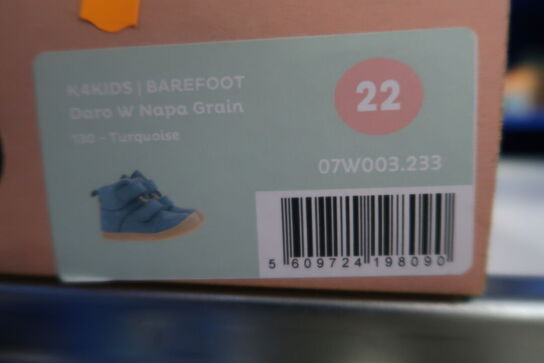 K4KIDS | BAREFOOT
Daro W Napa Grain
130 - Turquoise
22
07W003.233
5 609724 198090